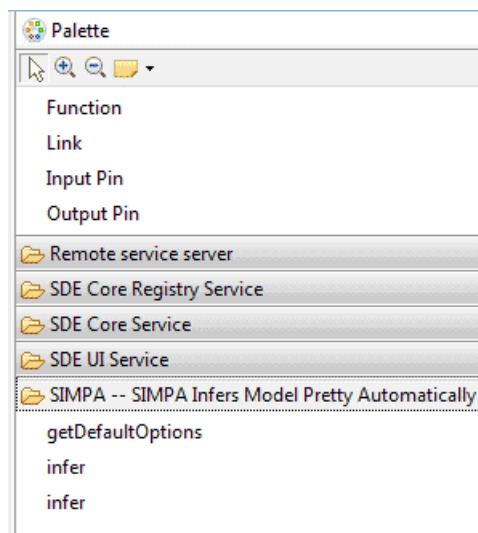 Palette
Function
Link
Input Pin
Output Pin
Remote service server
SDE Core Registry Service
SDE Core Service
SDE UI Service
SIMPA -- SIMPA Infers Model Pretty Automatically
getDefaultOptions
infer
infer